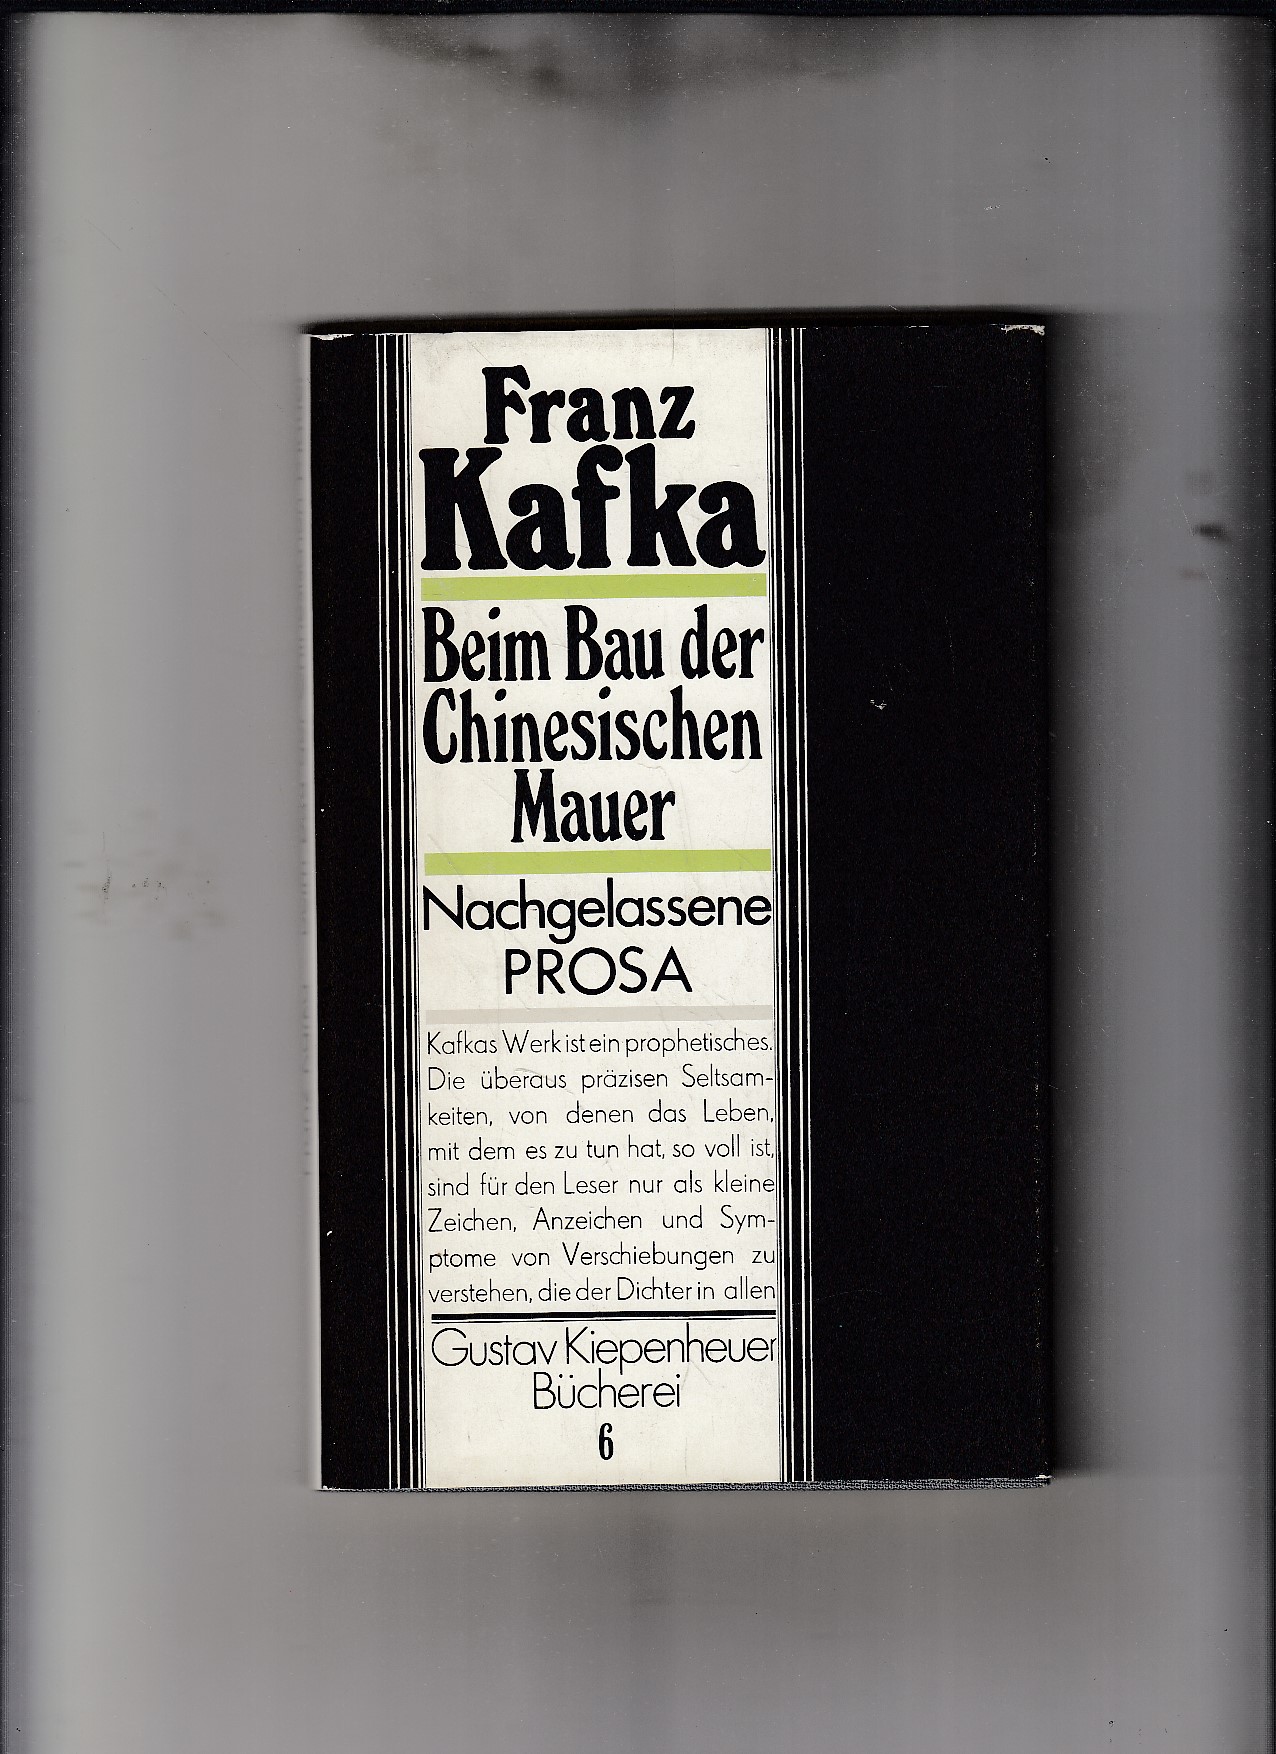 Franz
Kafka
Beim Bau der
Chinesischen
Mauer
Nachgelassene
PROSA
Kafkas Werk ist ein prophetisches.
Die überaus präzisen Seltsam-
keiten, von denen das Leben,
mit dem es zu tun hat, so voll ist,
sind für den Leser nur als kleine
Zeichen, Anzeichen und Sym-
ptome von Verschiebungen zu
verstehen, die der Dichter in allen
Gustav Kiepenheuer
Bücherei
6